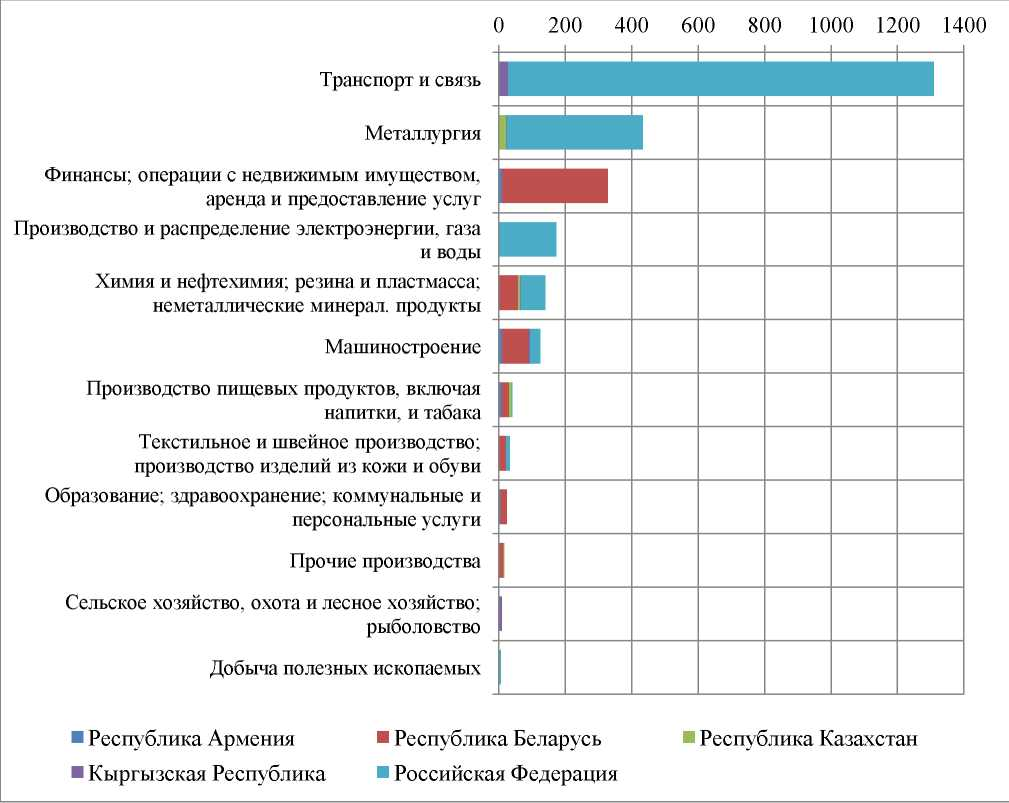 0 200 400 600 800 1000 1200 1400
Транспорт и связь
Металлургия
Финансы; операции с недвижимым имуществом,
аренда и предоставление услуг
Производство и распределение электроэнергии, газа
и воды
Химия и нефтехимия; резина и пластмасса;
неметаллические минерал. продукты
Машиностроение
Производство пищевых продуктов, включая
напитки, и табака
Текстильное и швейное производство;
производство изделий из кожи и обуви
Образование; здравоохранение; коммунальные и
персональные услуги
Прочие производства
Сельское хозяйство, охота и лесное хозяйство;
рыболовство
Добыча полезных ископаемых
Республика Армения Республика Беларусь Республика Казахстан
Кыргызская Республика Российская Федерация